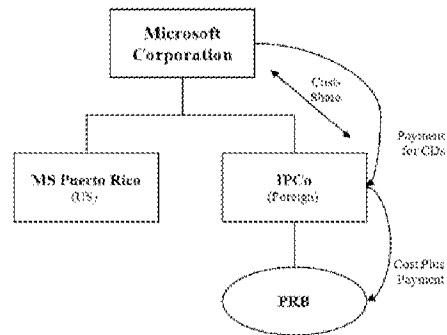 Microsoft
Corporation
Cost-
Share
Payment
for CDs
MS Puerto Rico
(US)
IPCo
(Foreign)
Cost Plus
Payment
PRB